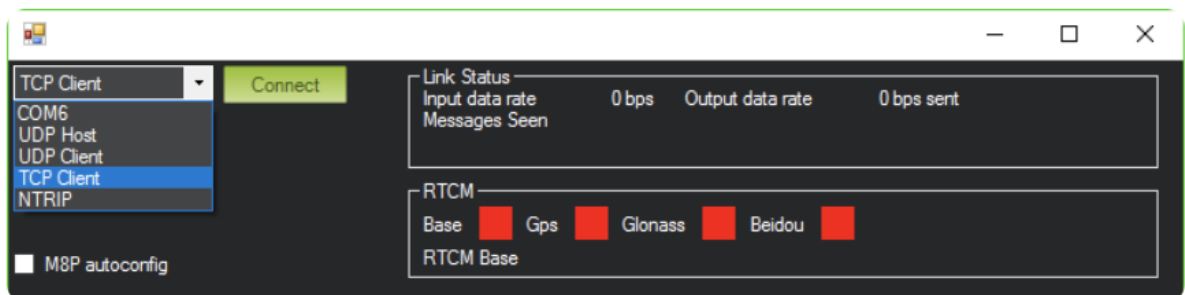 TCP Client
Connect
COM6
UDP Host
UDP Client
TCP Client
NTRIP
M8P autoconfig
Link Status
Input data rate 0 bps Output data rate 0 bps sent
Messages Seen
RTCM
Base Gps Glonass Beidou
RTCM Base